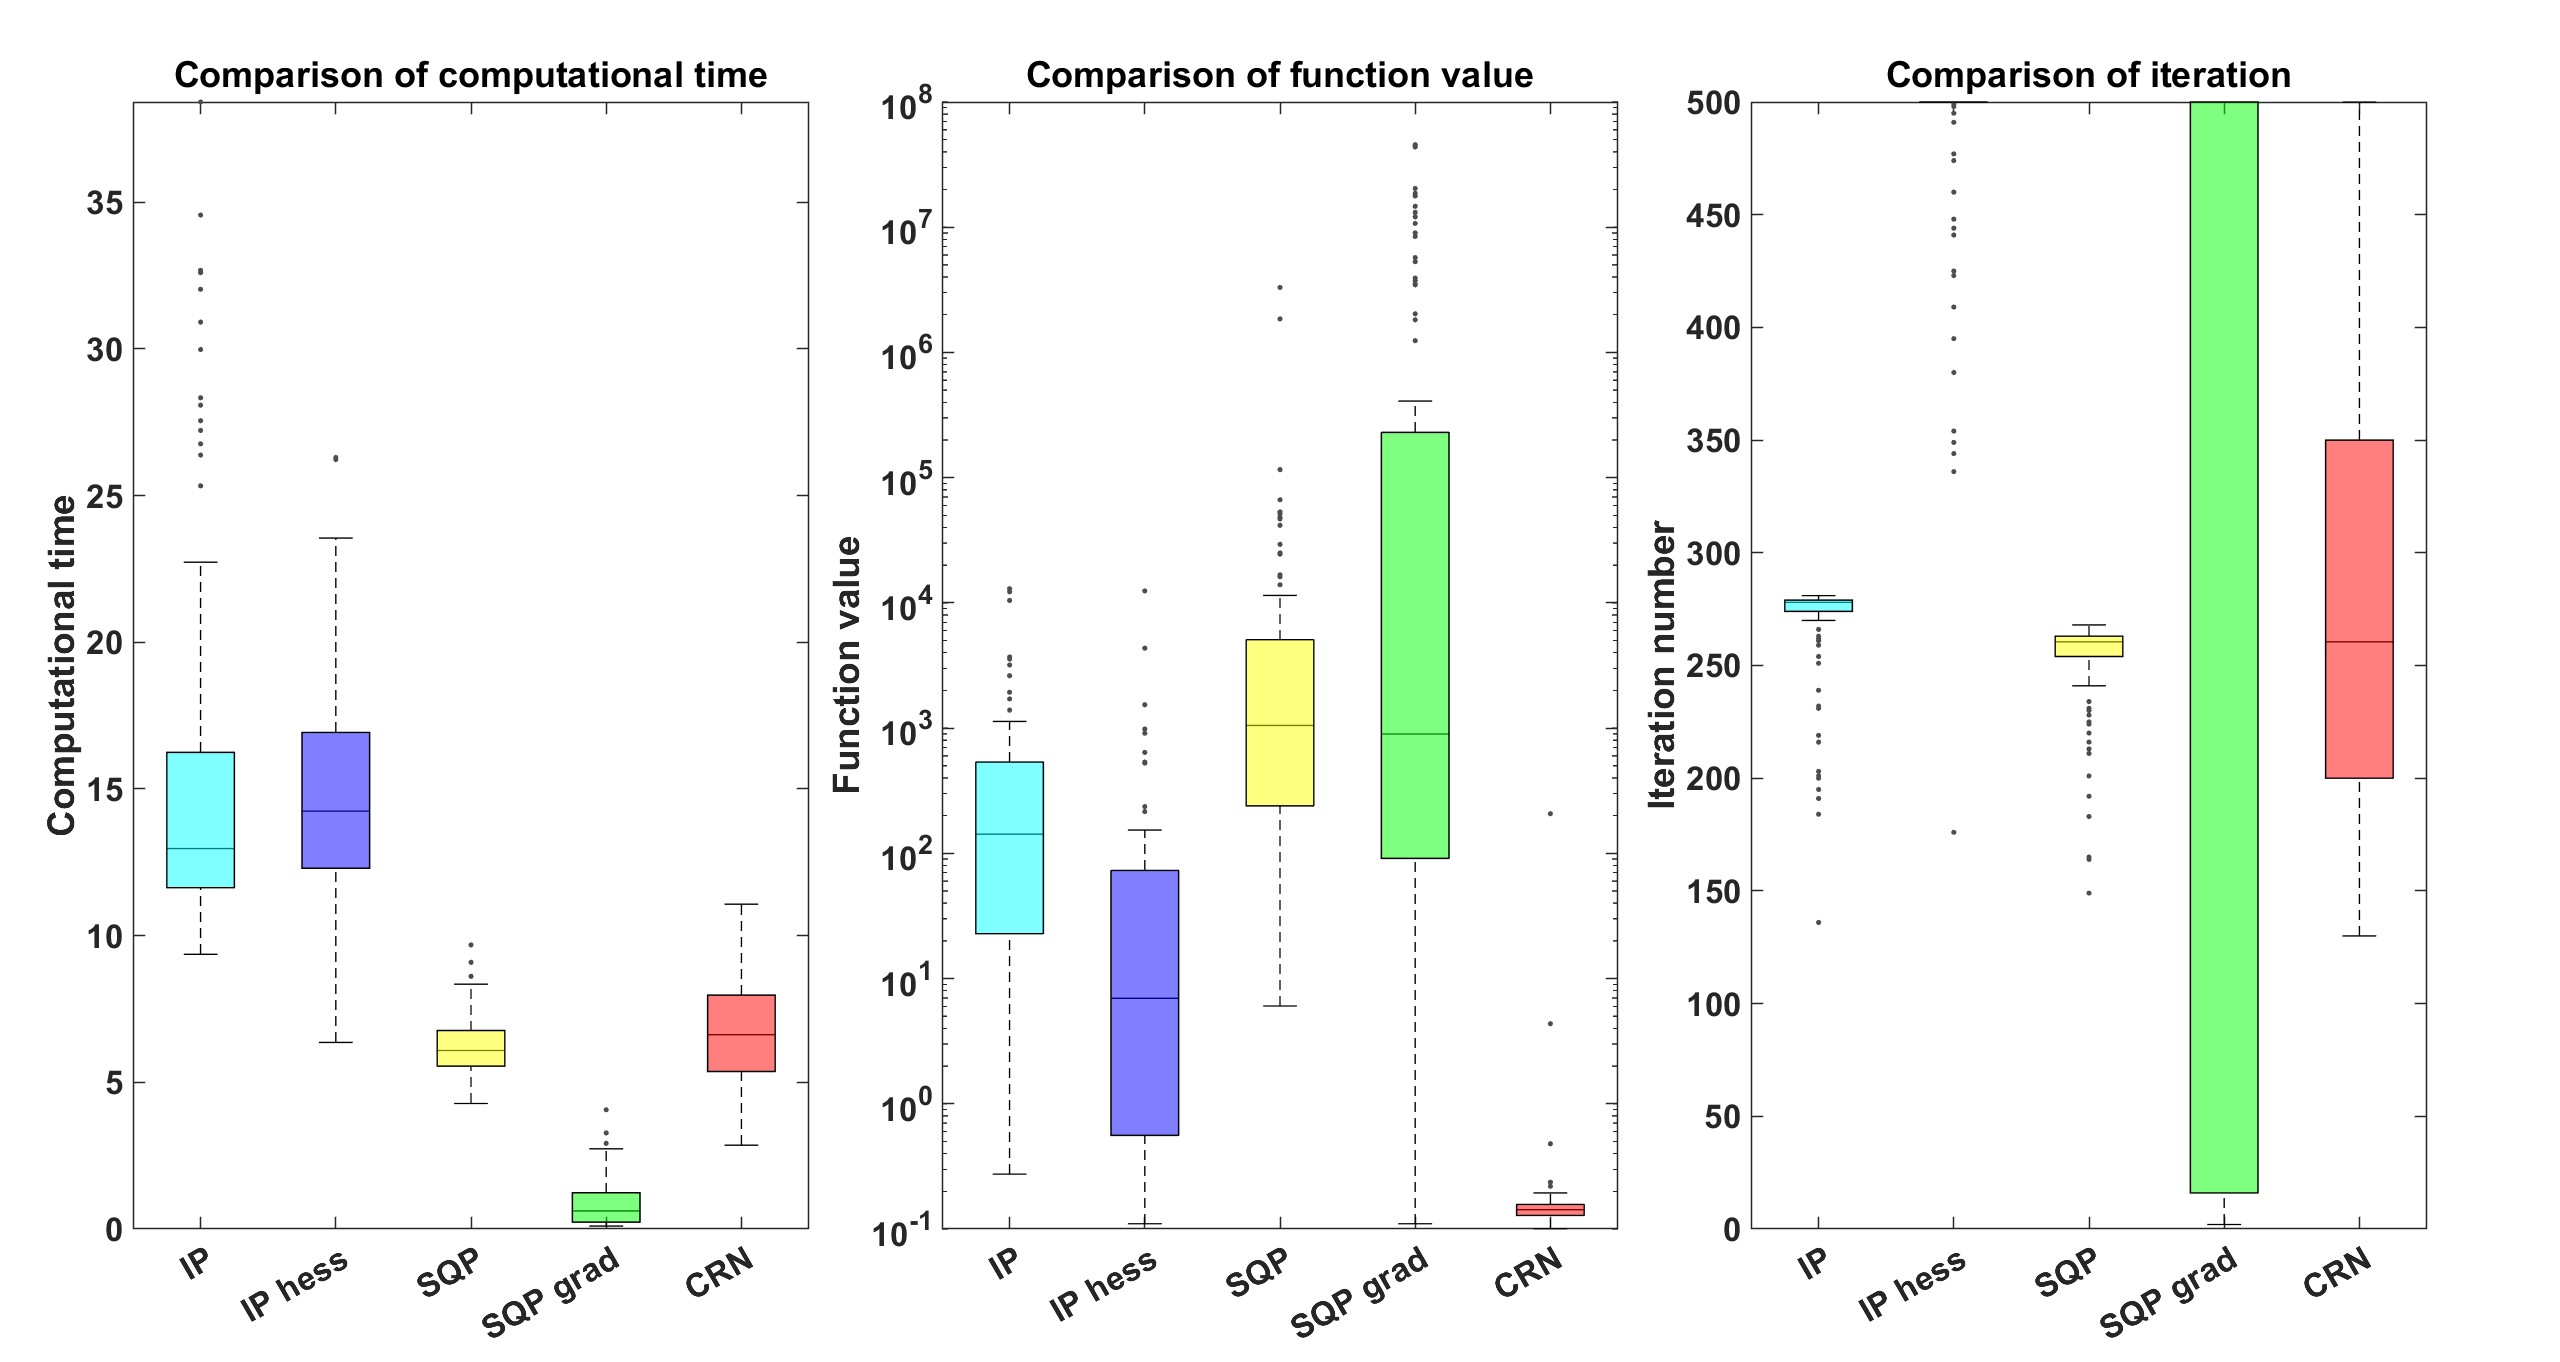 Comparison of computational time
Computational time
35
30
25
20
15
10
5
0
IP
IP hess
SQP
SQP grad
CRN
Comparison of function value
Function value
10^8
10^7
10^6
10^5
10^4
10^3
10^2
10^1
10^0
10^-1
IP
IP hess
SQP
SQP grad
CRN
Comparison of iteration
Iteration number
500
450
400
350
300
250
200
150
100
50
0
IP
IP hess
SQP
SQP grad
CRN